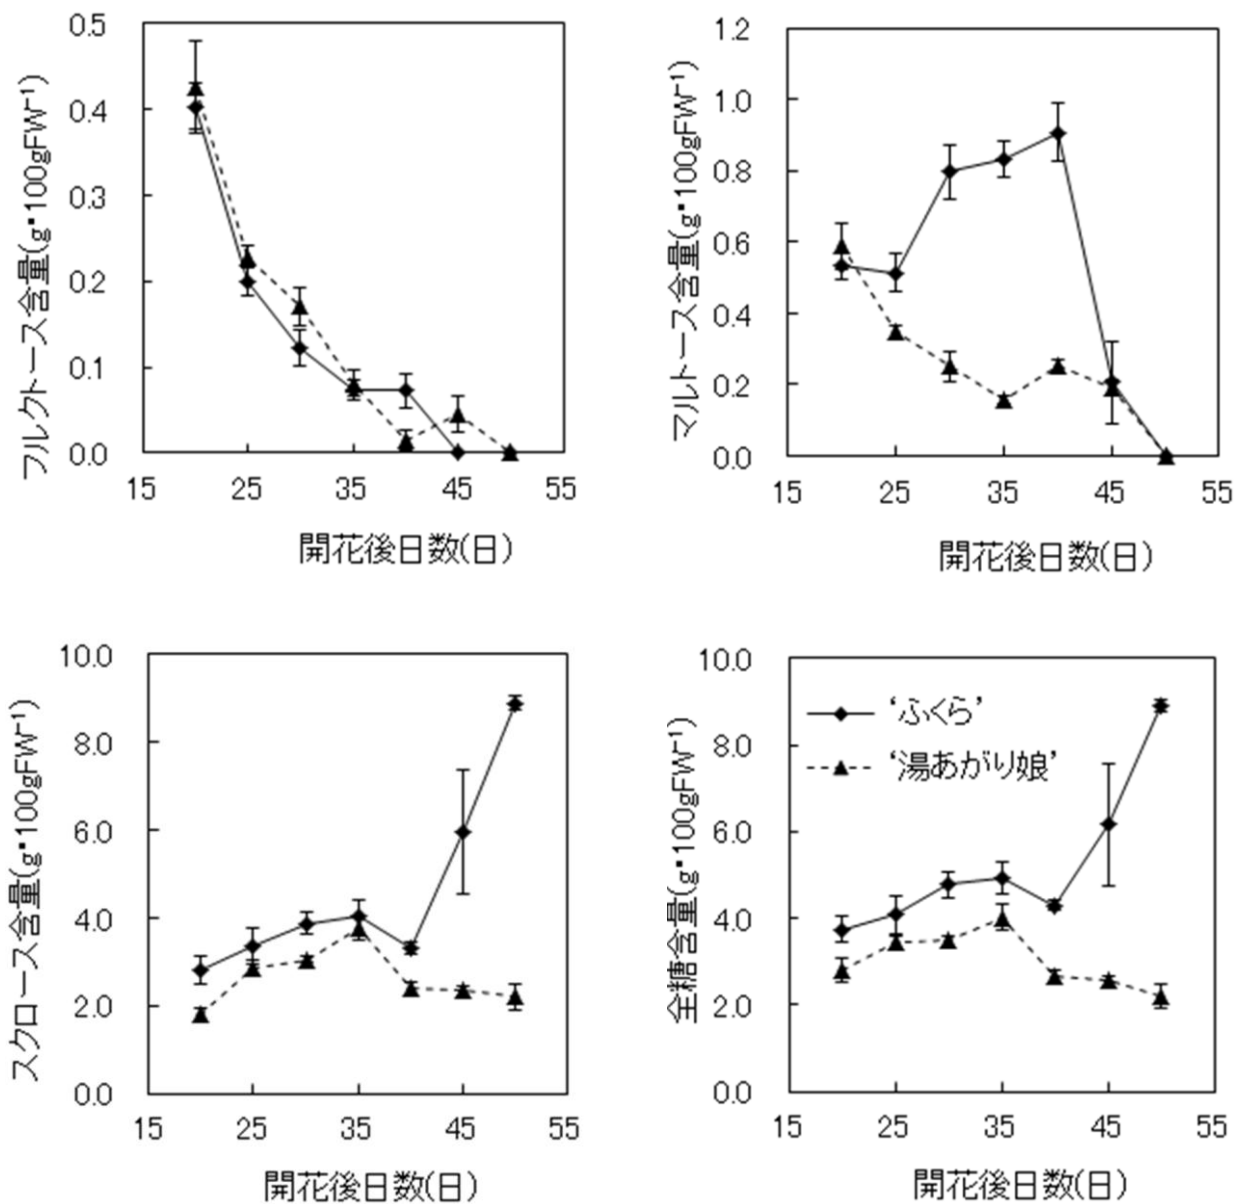 フルクトース含量(g・100gFW⁻¹)
0.5
0.4
0.3
0.2
0.1
0.0
15 25 35 45 55
開花後日数(日)
マルトース含量(g・100gFW⁻¹)
1.2
1.0
0.8
0.6
0.4
0.2
0.0
15 25 35 45 55
開花後日数(日)
スクロース含量(g・100gFW⁻¹)
10.0
8.0
6.0
4.0
2.0
0.0
15 25 35 45 55
開花後日数(日)
全糖含量(g・100gFW⁻¹)
10.0
8.0
6.0
4.0
2.0
0.0
‘ふくら’
‘湯あがり娘’
15 25 35 45 55
開花後日数(日)